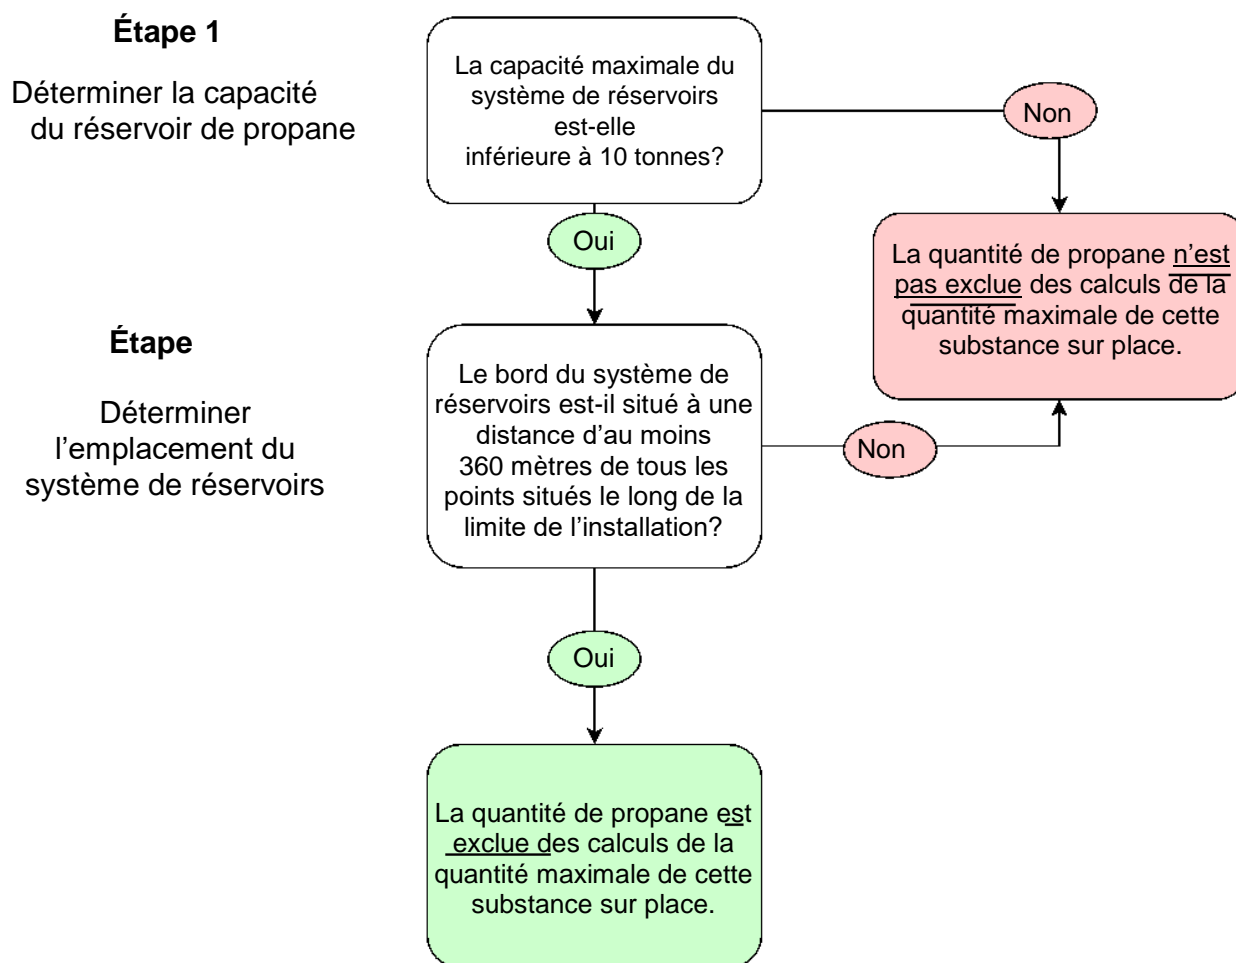 Étape 1
Déterminer la capacité
du réservoir de propane
La capacité maximale du
système de réservoirs
est-elle
inférieure à 10 tonnes?
Non
Oui
La quantité de propane n’est
pas exclue des calculs de la
quantité maximale de cette
substance sur place.
Étape
Déterminer
l’emplacement du
système de réservoirs
Le bord du système de
réservoirs est-il situé à une
distance d’au moins
360 mètres de tous les
points situés le long de la
limite de l’installation?
Non
Oui
La quantité de propane est
exclue des calculs de la
quantité maximale de cette
substance sur place.